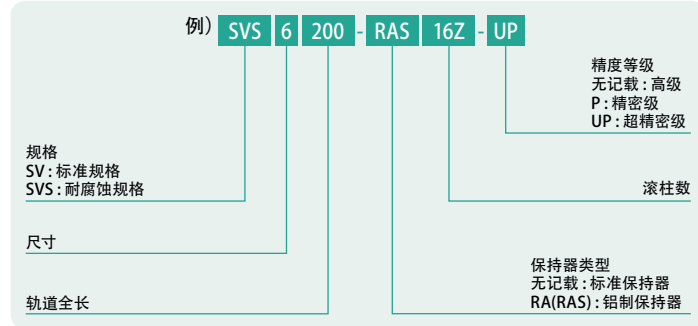 例） SVS 6 200 - RAS 16Z - UP
精度等级
无记载 : 高级
P : 精密级
UP : 超精密级
规格
SV : 标准规格
SVS : 耐腐蚀规格
滚柱数
尺寸
保持器类型
无记载 : 标准保持器
RA(RAS) : 铝制保持器
轨道全长